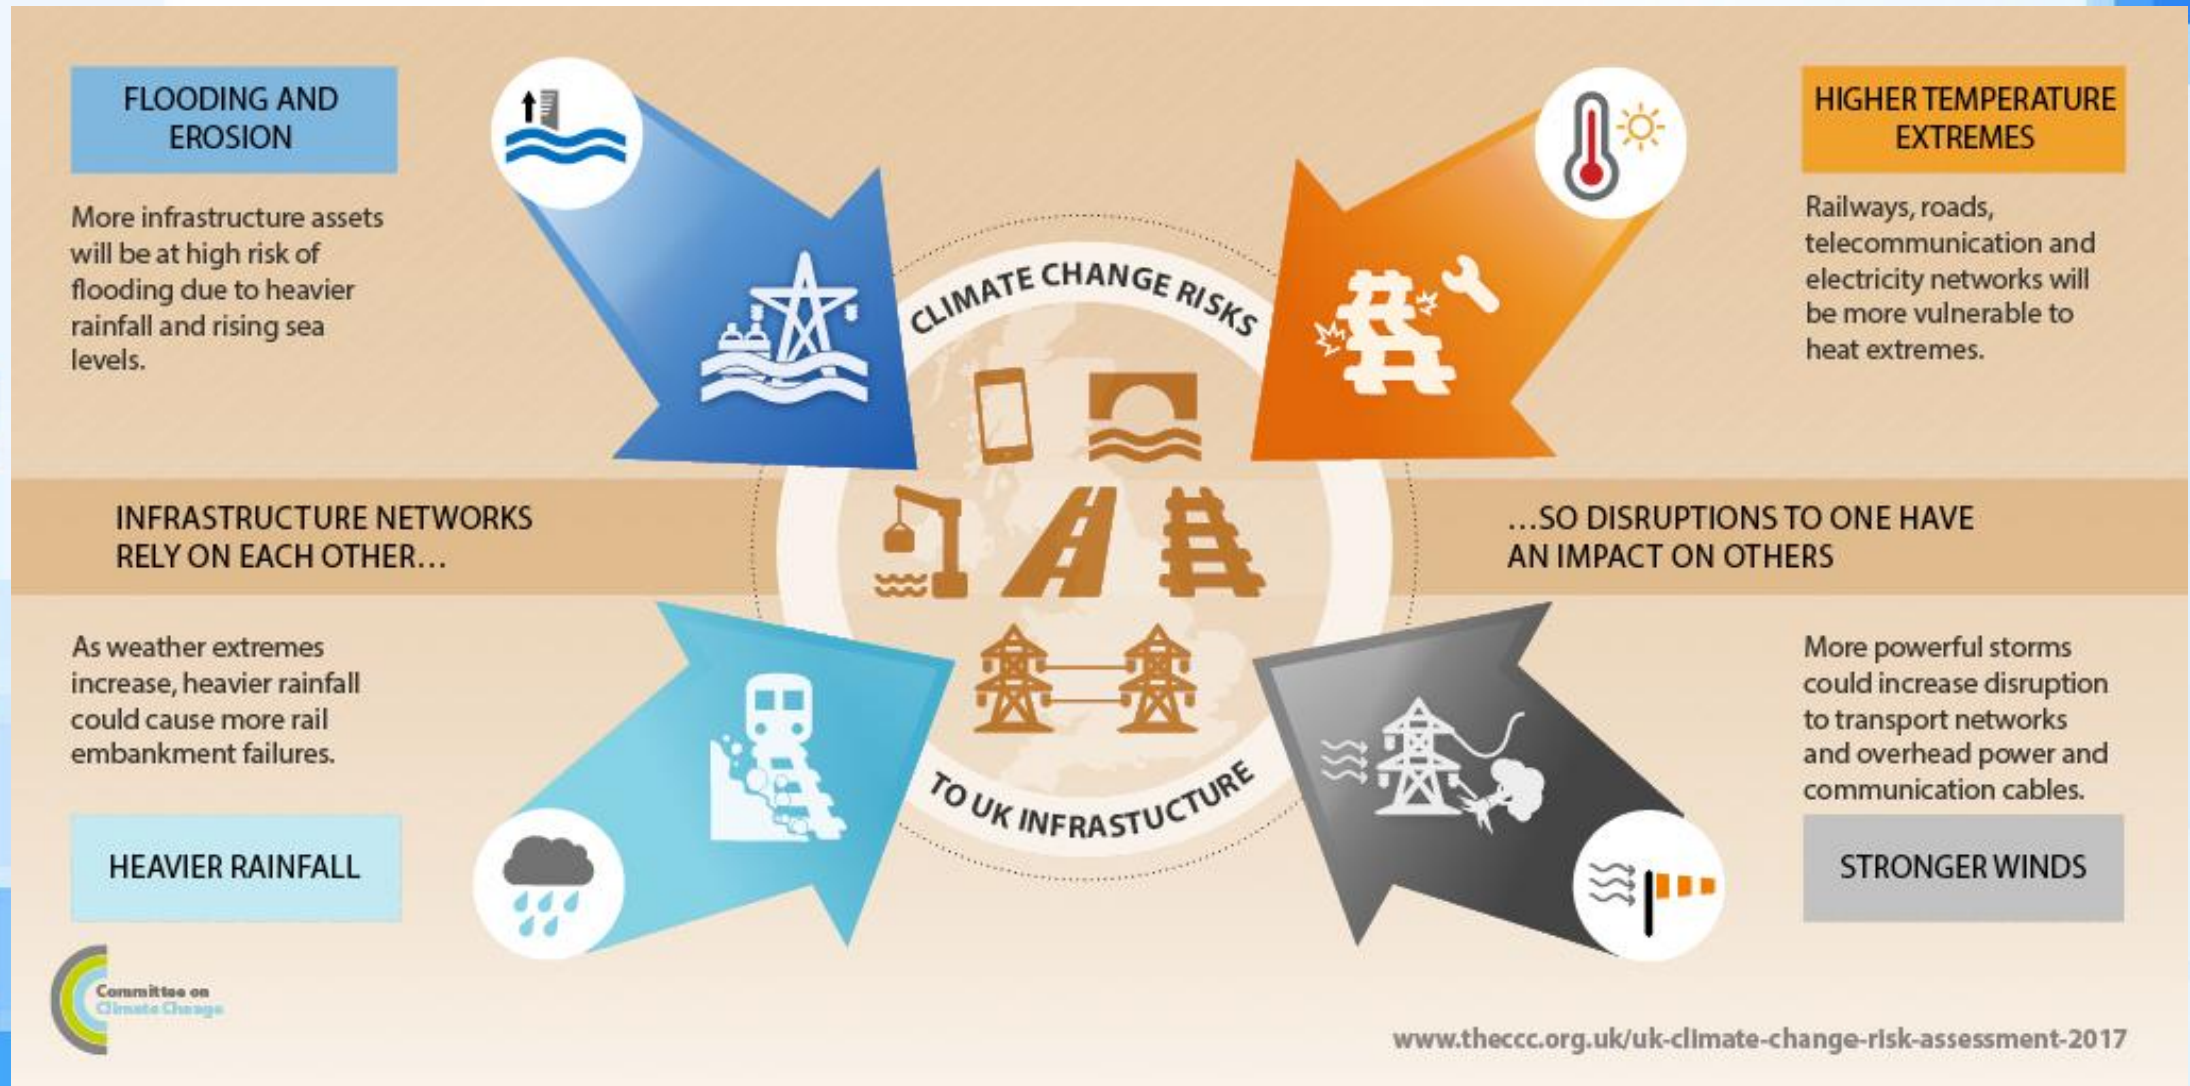 FLOODING AND
EROSION
More infrastructure assets
will be at high risk of
flooding due to heavier
rainfall and rising sea
levels.
HIGHER TEMPERATURE
EXTREMES
Railways, roads,
telecommunication and
electricity networks will
be more vulnerable to
heat extremes.
CLIMATE CHANGE RISKS
TO UK INFRASTUCTURE
INFRASTRUCTURE NETWORKS
RELY ON EACH OTHER...
...SO DISRUPTIONS TO ONE HAVE
AN IMPACT ON OTHERS
As weather extremes
increase, heavier rainfall
could cause more rail
embankment failures.
HEAVIER RAINFALL
More powerful storms
could increase disruption
to transport networks
and overhead power and
communication cables.
STRONGER WINDS
Committee on
Climate Change
www.theccc.org.uk/uk-climate-change-risk-assessment-2017